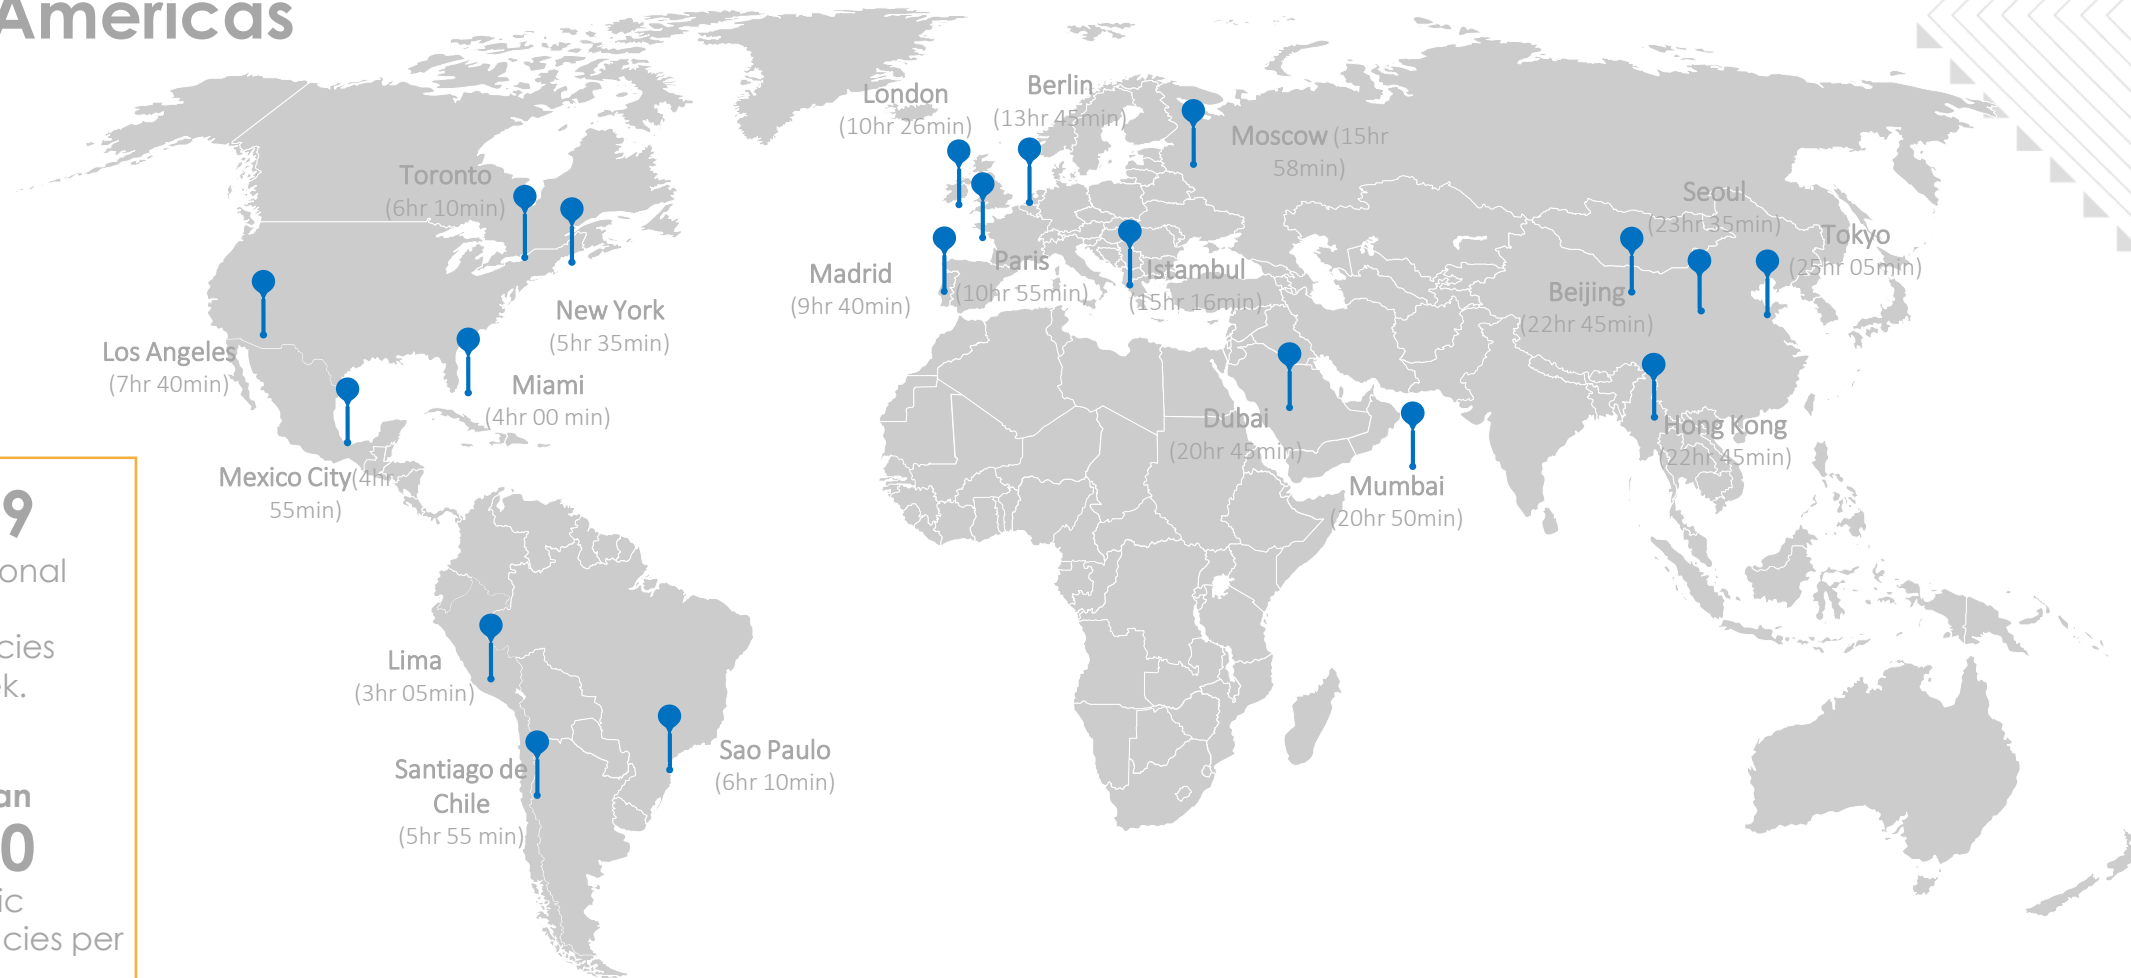 Americas
London
(10hr 26min)
Berlin
(13hr 45min)
Moscow (15hr
58min)
Toronto
(6hr 10min)
Seoul
(23hr 35min)
Tokyo
(25hr 05min)
Madrid
(9hr 40min)
Paris
(10hr 55min)
Istambul
(15hr 16min)
Beijing
(22hr 45min)
New York
(5hr 35min)
Los Angeles
(7hr 40min)
Miami
(4hr 00 min)
Dubai
(20hr 45min)
Hong Kong
(22hr 45min)
Mexico City(4hr
55min)
Mumbai
(20hr 50min)
9
onal
cies
k.
an
0
ic
cies per
Lima
(3hr 05min)
Santiago de
Chile
(5hr 55 min)
Sao Paulo
(6hr 10min)